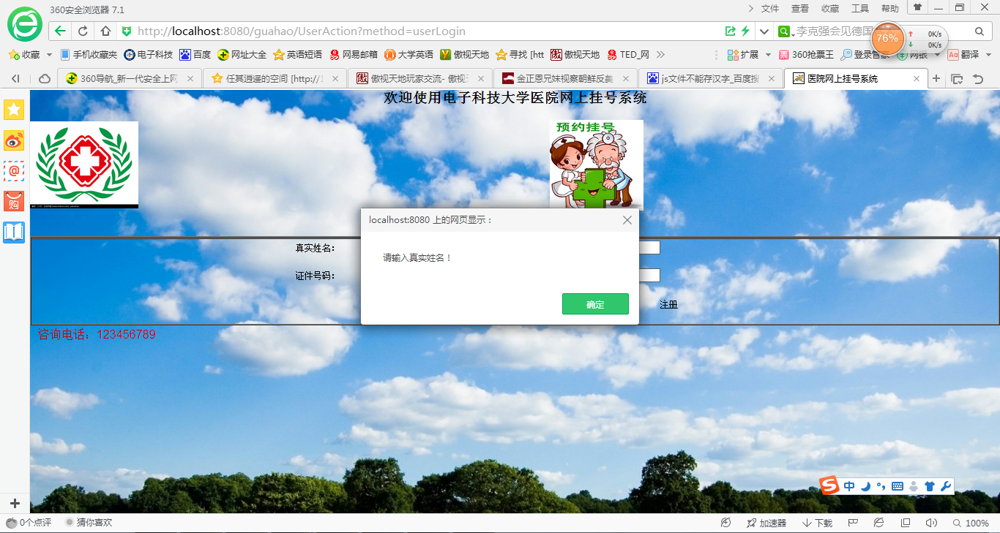 360安全浏览器 7.1
文件 查看 收藏 工具 帮助
http://localhost:8080/guahao/UserAction?method=userLogin
李克强会见德国
76%
0K/s
0K/s
收藏 手机收藏夹 电子科技 百度 网址大全 英语短语 网易邮箱 大学英语 傲视天地 寻找 [htt 傲视天地 TED_网 扩展 360抢票王 登录管家 网银 翻译
360导航_新一代安全上网 任其逍遥的空间 [http://1 傲视天地玩家交流- 傲视天 金正恩兄妹视察朝鲜反美 js文件不能存汉字_百度搜 医院网上挂号系统
欢迎使用电子科技大学医院网上挂号系统
预约挂号
localhost:8080 上的网页显示：
真实姓名：
请输入真实姓名！
证件号码：
确定
注册
咨询电话：123456789
购
中
0个点评 猜你喜欢 加速器 下载 100%